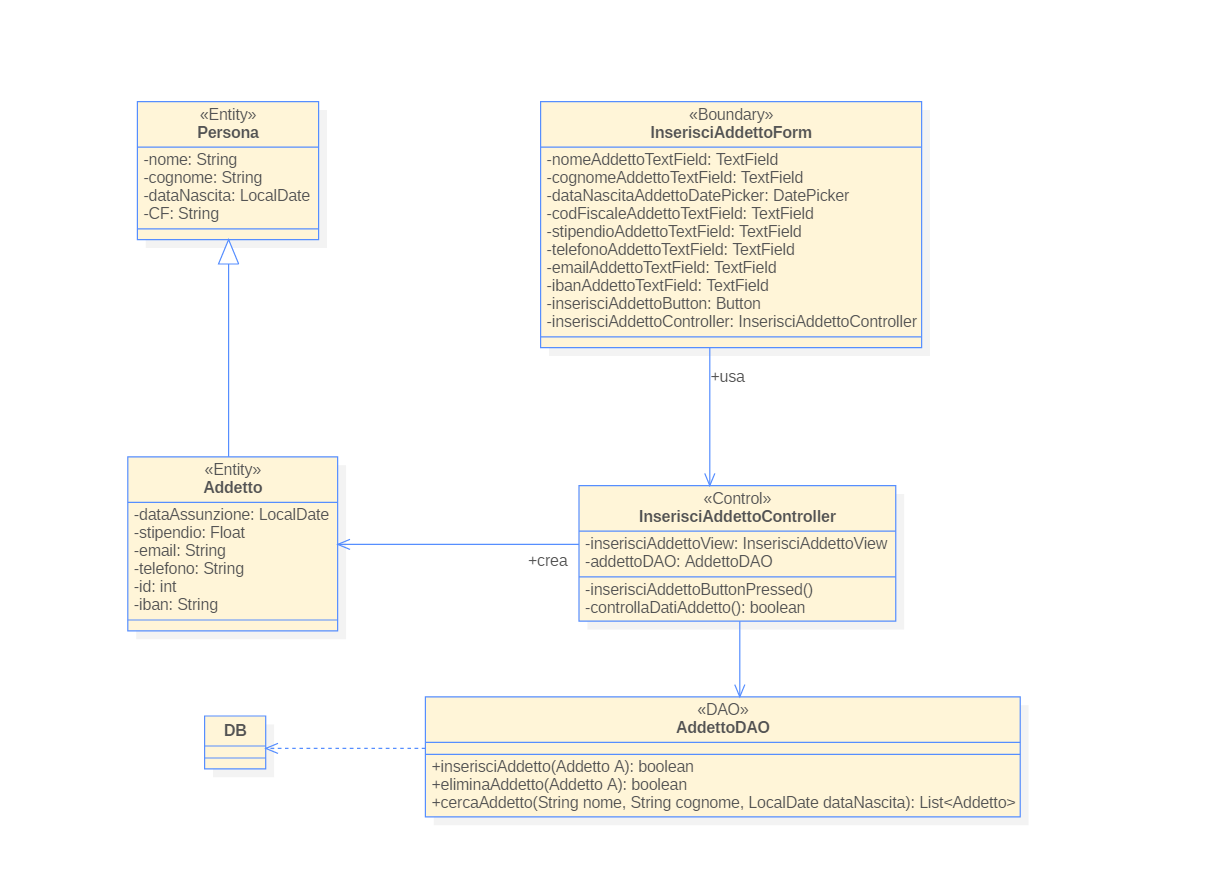 «Entity»
Persona
-nome: String
-cognome: String
-dataNascita: LocalDate
-CF: String
«Boundary»
InserisciAddettoForm
-nomeAddettoTextField: TextField
-cognomeAddettoTextField: TextField
-dataNascitaAddettoDatePicker: DatePicker
-codFiscaleAddettoTextField: TextField
-stipendioAddettoTextField: TextField
-telefonoAddettoTextField: TextField
-emailAddettoTextField: TextField
-ibanAddettoTextField: TextField
-inserisciAddettoButton: Button
-inserisciAddettoController: InserisciAddettoController
+usa
«Entity»
Addetto
-dataAssunzione: LocalDate
-stipendio: Float
-email: String
-telefono: String
-id: int
-iban: String
+crea
«Control»
InserisciAddettoController
-inserisciAddettoView: InserisciAddettoView
-addettoDAO: AddettoDAO
-inserisciAddettoButtonPressed()
-controllaDatiAddetto(): boolean
DB
«DAO»
AddettoDAO
+inserisciAddetto(Addetto A): boolean
+eliminaAddetto(Addetto A): boolean
+cercaAddetto(String nome, String cognome, LocalDate dataNascita): List<Addetto>